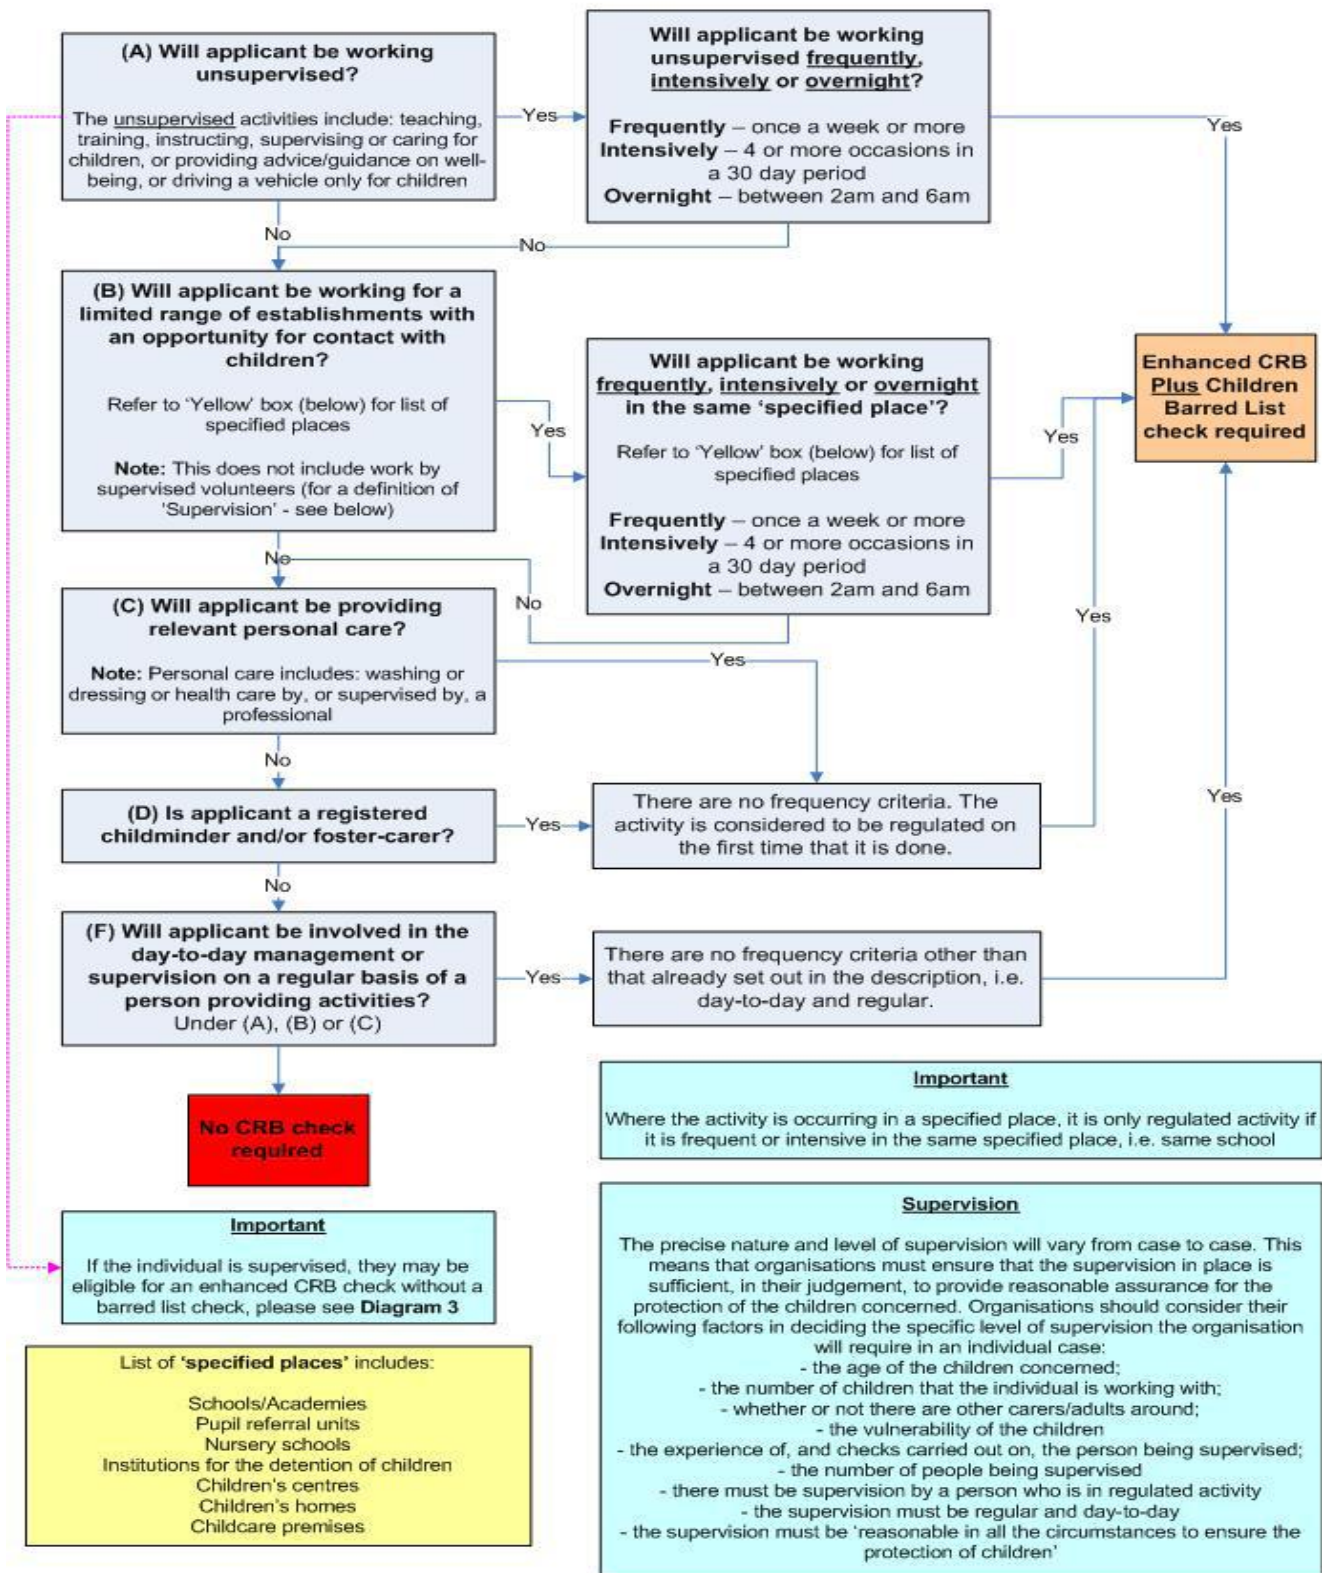 (A) Will applicant be working
unsupervised?
The unsupervised activities include: teaching,
training, instructing, supervising or caring for
children, or providing advice/guidance on well-
being, or driving a vehicle only for children
Yes
Will applicant be working
unsupervised frequently,
intensively or overnight?
Frequently – once a week or more
Intensively – 4 or more occasions in
a 30 day period
Overnight – between 2am and 6am
Yes
No
No
(B) Will applicant be working for a
limited range of establishments with
an opportunity for contact with
children?
Refer to ‘Yellow’ box (below) for list of
specified places
Note: This does not include work by
supervised volunteers (for a definition of
‘Supervision’ - see below)
Yes
Will applicant be working
frequently, intensively or overnight
in the same ‘specified place’?
Refer to ‘Yellow’ box (below) for list of
specified places
Frequently – once a week or more
Intensively – 4 or more occasions in
a 30 day period
Overnight – between 2am and 6am
Yes
Enhanced CRB
Plus Children
Barred List
check required
No
No
(C) Will applicant be providing
relevant personal care?
Note: Personal care includes: washing or
dressing or health care by, or supervised by, a
professional
Yes
Yes
No
(D) Is applicant a registered
childminder and/or foster-carer?
Yes
There are no frequency criteria. The
activity is considered to be regulated on
the first time that it is done.
Yes
No
(F) Will applicant be involved in the
day-to-day management or
supervision on a regular basis of a
person providing activities?
Under (A), (B) or (C)
Yes
There are no frequency criteria other than
that already set out in the description, i.e.
day-to-day and regular.
No CRB check
required
Important
Where the activity is occurring in a specified place, it is only regulated activity if
it is frequent or intensive in the same specified place, i.e. same school
Important
If the individual is supervised, they may be
eligible for an enhanced CRB check without a
barred list check, please see Diagram 3
List of ‘specified places’ includes:
Schools/Academies
Pupil referral units
Nursery schools
Institutions for the detention of children
Children’s centres
Children’s homes
Childcare premises
Supervision
The precise nature and level of supervision will vary from case to case. This
means that organisations must ensure that the supervision in place is
sufficient, in their judgement, to provide reasonable assurance for the
protection of the children concerned. Organisations should consider their
following factors in deciding the specific level of supervision the organisation
will require in an individual case:
- the age of the children concerned;
- the number of children that the individual is working with;
- whether or not there are other carers/adults around;
- the vulnerability of the children
- the experience of, and checks carried out on, the person being supervised;
- the number of people being supervised
- there must be supervision by a person who is in regulated activity
- the supervision must be regular and day-to-day
- the supervision must be ‘reasonable in all the circumstances to ensure the
protection of children’